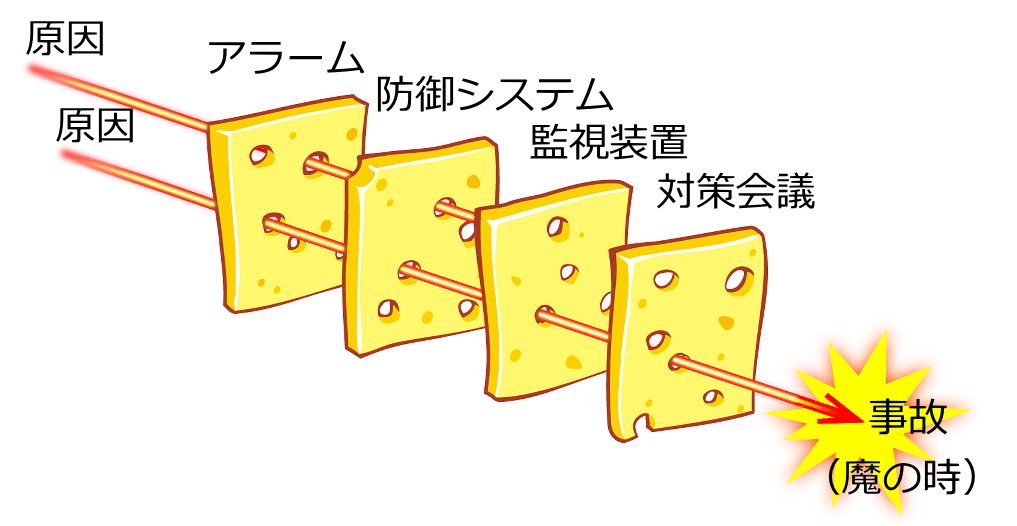 原因
アラーム
防御システム
原因
監視装置
対策会議
事故
（魔の時）